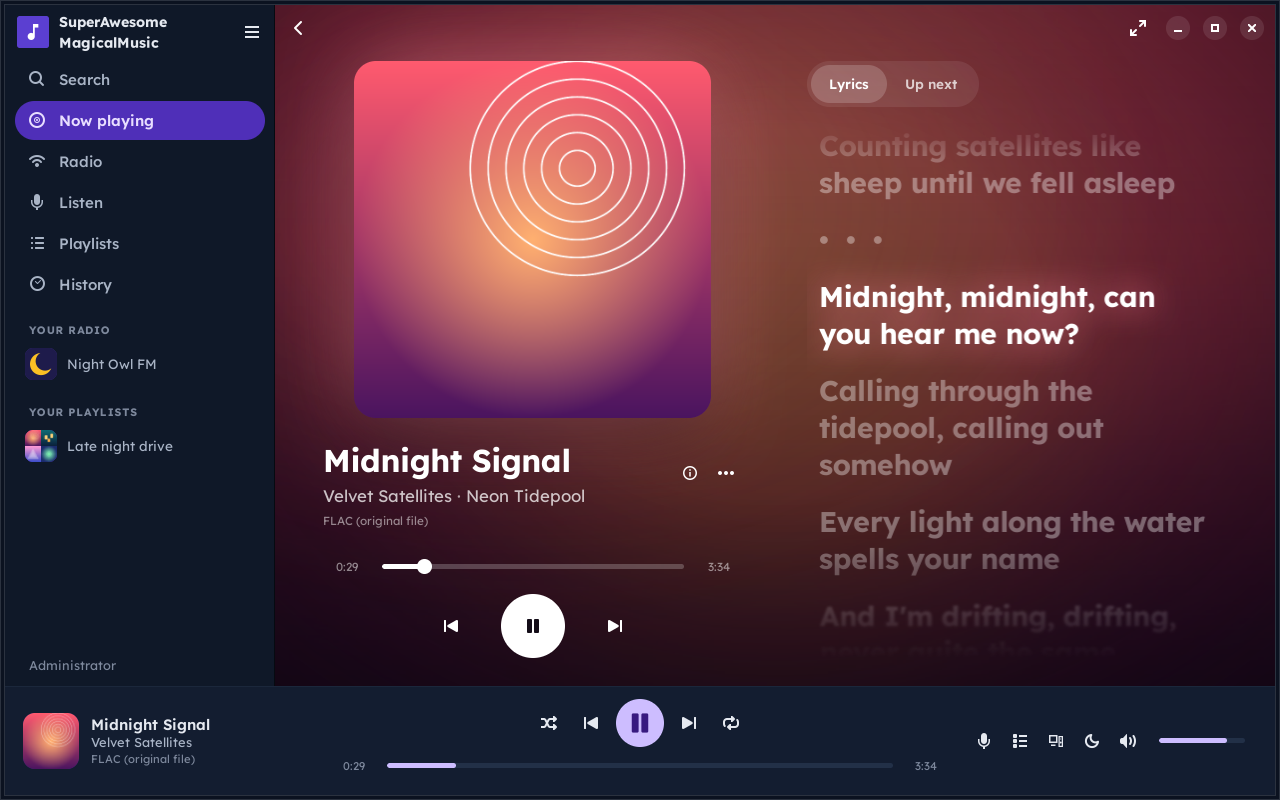 SuperAwesome
MagicalMusic
Search
Now playing
Radio
Listen
Playlists
History
YOUR RADIO
Night Owl FM
YOUR PLAYLISTS
Late night drive
Administrator
Midnight Signal
Velvet Satellites · Neon Tidepool
FLAC (original file)
0:29
3:34
Lyrics
Up next
Counting satellites like
sheep until we fell asleep
• • •
Midnight, midnight, can
you hear me now?
Calling through the
tidepool, calling out
somehow
Every light along the water
spells your name
And I'm drifting, drifting,
never quite the same
Midnight Signal
Velvet Satellites
FLAC (original file)
0:29
3:34